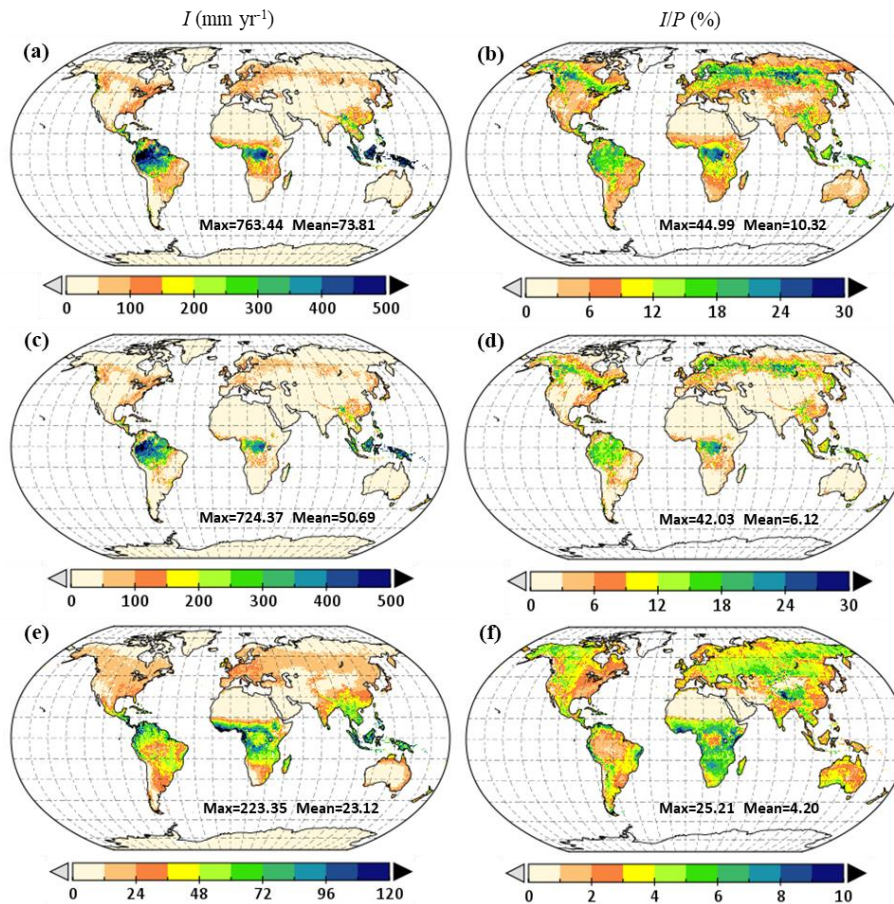 I (mm yr⁻¹) I/P (%)
(a) (b)
Max=763.44 Mean=73.81 Max=44.99 Mean=10.32
0 100 200 300 400 500 0 6 12 18 24 30
(c) (d)
Max=724.37 Mean=50.69 Max=42.03 Mean=6.12
0 100 200 300 400 500 0 6 12 18 24 30
(e) (f)
Max=223.35 Mean=23.12 Max=25.21 Mean=4.20
0 24 48 72 96 120 0 2 4 6 8 10